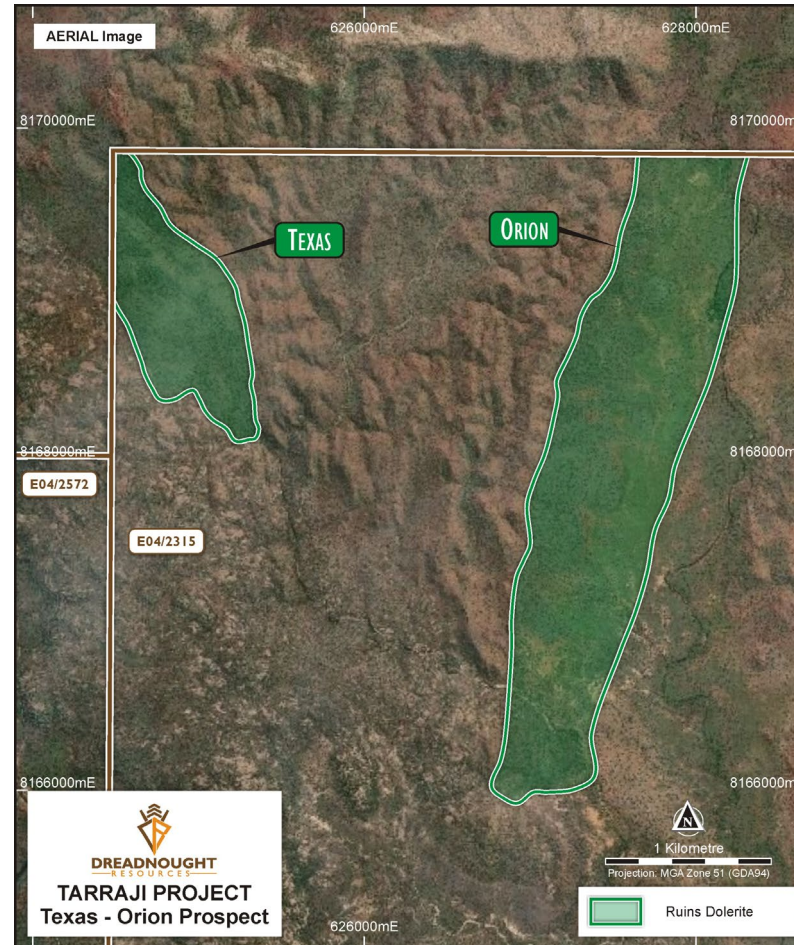 AERIAL Image
626000mE
628000mE
8170000mE
8170000mE
TEXAS
ORION
8168000mE
8168000mE
E04/2572
E04/2315
8166000mE
8166000mE
DREADNOUGHT
RESOURCES
TARRAJI PROJECT
Texas - Orion Prospect
626000mE
N
1 Kilometre
Projection: MGA Zone 51 (GDA94)
Ruins Dolerite